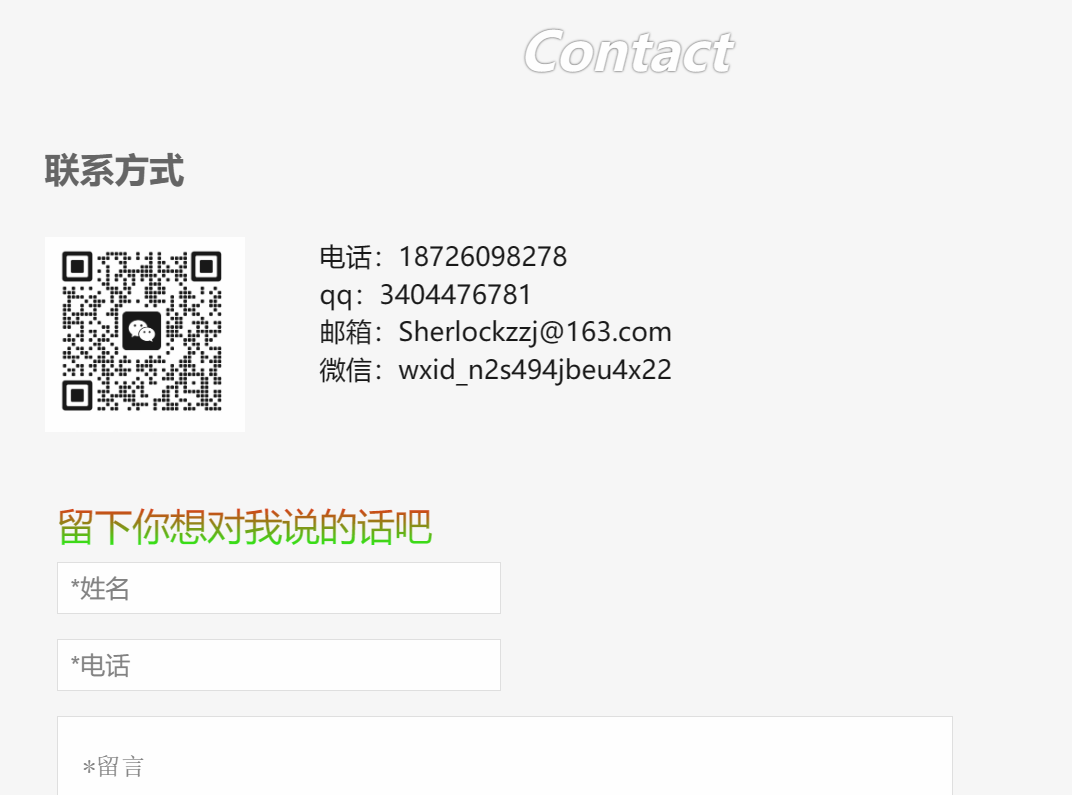 Contact
联系方式
电话：18726098278
qq：3404476781
邮箱：Sherlockzzj@163.com
微信：wxid_n2s494jbeu4x22
留下你想对我说的话吧
*姓名
*电话
*留言